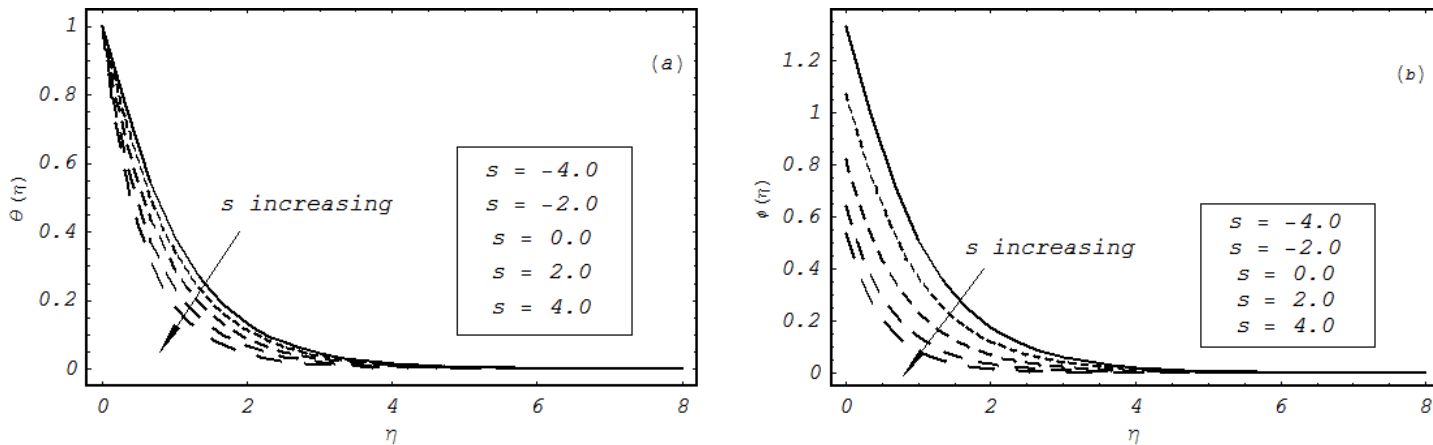 (a)
1
0.8
0.6
0.4
0.2
0
θ (η)
s increasing
s = -4.0
s = -2.0
s = 0.0
s = 2.0
s = 4.0
0 2 4 6 8
η
(b)
1.2
1
0.8
0.6
0.4
0.2
0
φ (η)
s increasing
s = -4.0
s = -2.0
s = 0.0
s = 2.0
s = 4.0
0 2 4 6 8
η